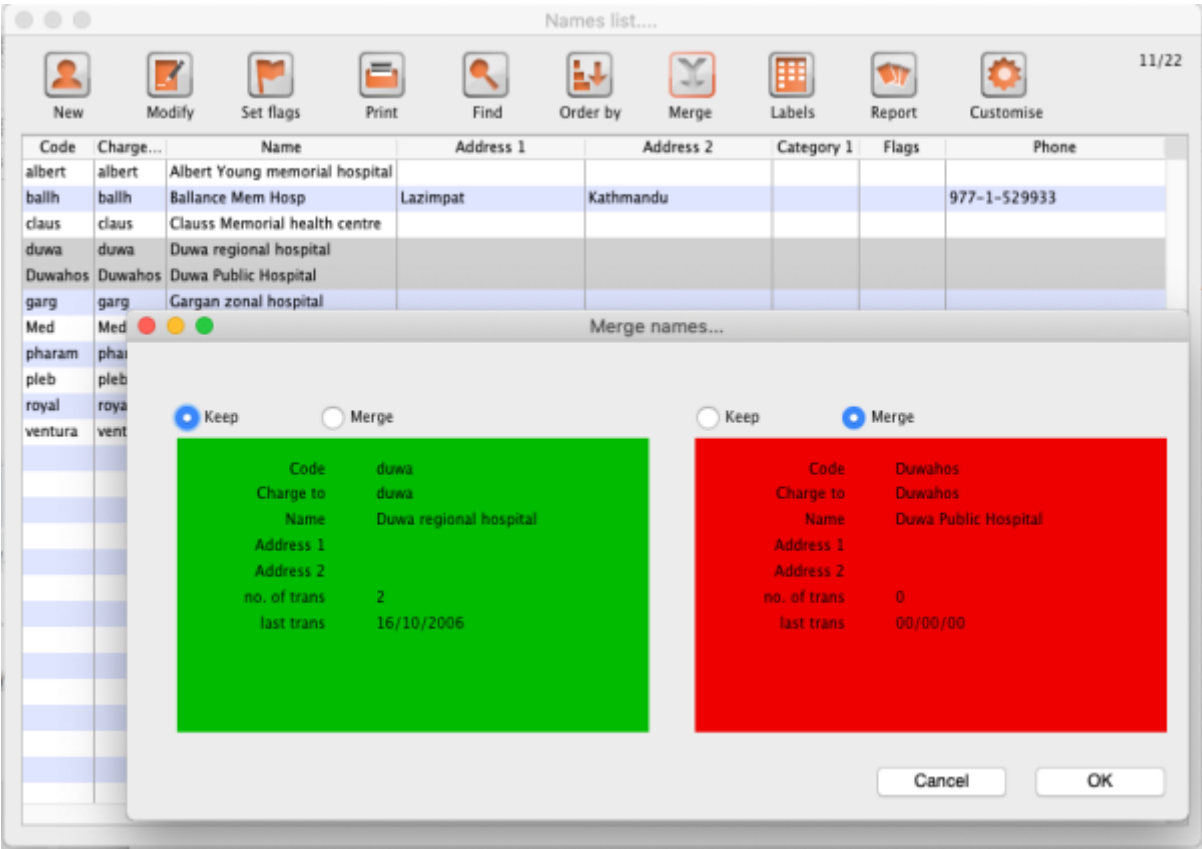 Names list....
New Modify Set flags Print Find Order by Merge Labels Report Customise 11/22
Code Charge... Name Address 1 Address 2 Category 1 Flags Phone
albert albert Albert Young memorial hospital
ballh ballh Ballance Mem Hosp Lazimpat Kathmandu 977-1-529933
claus claus Clauss Memorial health centre
duwa duwa Duwa regional hospital
Duwahos Duwahos Duwa Public Hospital
garg garg Gargan zonal hospital
Med Med
pharam phar
pleb pleb
royal roya
ventura vent
Merge names...
Keep Merge
Code duwa
Charge to duwa
Name Duwa regional hospital
Address 1
Address 2
no. of trans 2
last trans 16/10/2006
Keep Merge
Code Duwahos
Charge to Duwahos
Name Duwa Public Hospital
Address 1
Address 2
no. of trans 0
last trans 00/00/00
Cancel OK